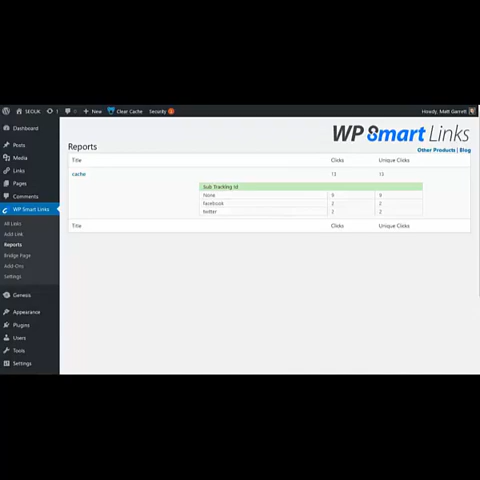 SEOUK 1 + New Clear Cache Security 1 Howdy, Matt Garrett
Dashboard
Posts
Media
Links
Pages
Comments
WP Smart Links
All Links
Add Link
Reports
Bridge Page
Add-Ons
Settings
Genesis
Appearance
Plugins
Users
Tools
Settings
WP Smart Links
Other Products | Blog
Reports
Title Clicks Unique Clicks
cache 13 13
Sub Tracking Id
None 9 9
facebook 2 2
twitter 2 2
Title Clicks Unique Clicks